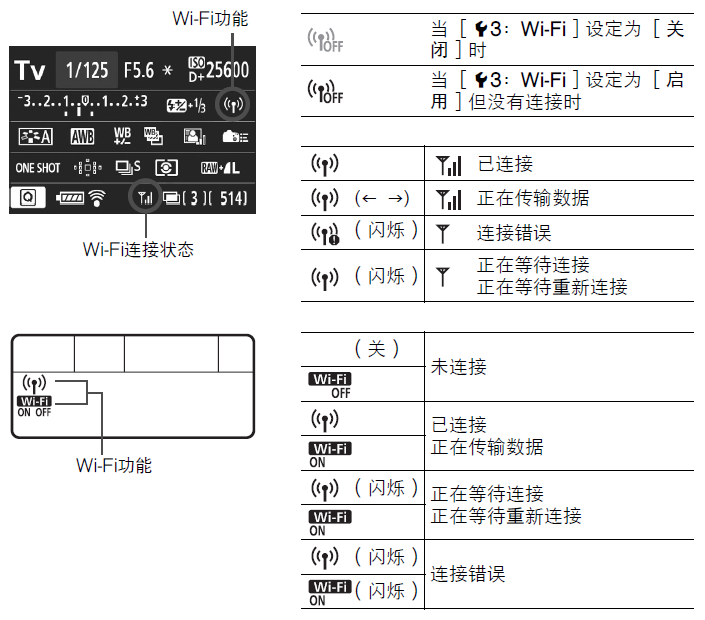 Wi-Fi功能
Tv 1/125 F5.6 ISO D+ 25600
-3..2..1..0..1..2.:3 +1/3
A AWB WB +/- WB
ONE SHOT S RAW+L
Q [ 3 ][ 514]
Wi-Fi连接状态
Wi-Fi ON OFF
Wi-Fi功能
OFF 当［3：Wi-Fi］设定为［关
闭］时
OFF 当［3：Wi-Fi］设定为［启
用］但没有连接时
已连接
(← →) 正在传输数据
（闪烁） 连接错误
（闪烁） 正在等待连接
正在等待重新连接
（关）
未连接
Wi-Fi
OFF
已连接
Wi-Fi 正在传输数据
ON
（闪烁） 正在等待连接
Wi-Fi 正在等待重新连接
ON
（闪烁）
连接错误
Wi-Fi（闪烁）
ON